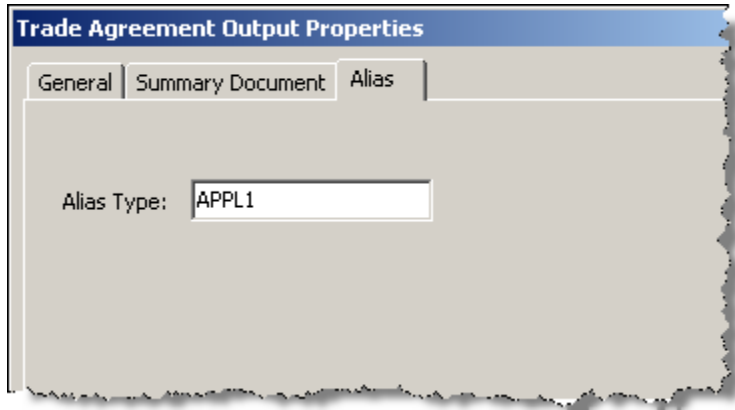 Trade Agreement Output Properties
General Summary Document Alias
Alias Type: APPL1